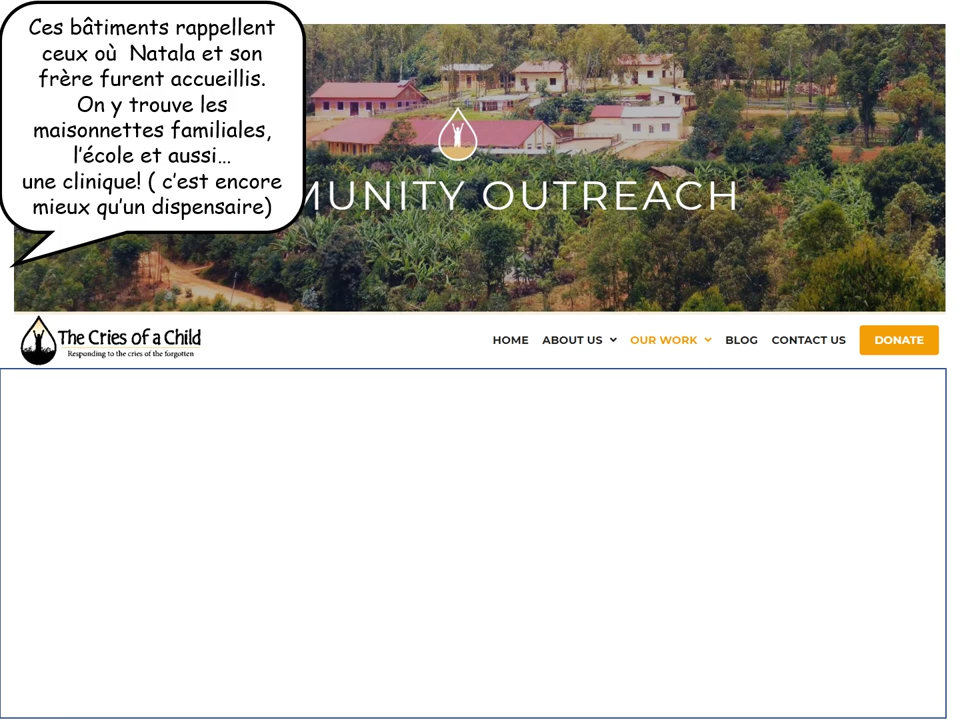 Ces bâtiments rappellent
ceux où Natala et son
frère furent accueillis.
On y trouve les
maisonnettes familiales,
l’école et aussi…
une clinique! ( c’est encore
mieux qu’un dispensaire)
MUNITY OUTREACH
The Cries of a Child
Responding to the cries of the forgotten
HOME ABOUT US OUR WORK BLOG CONTACT US DONATE